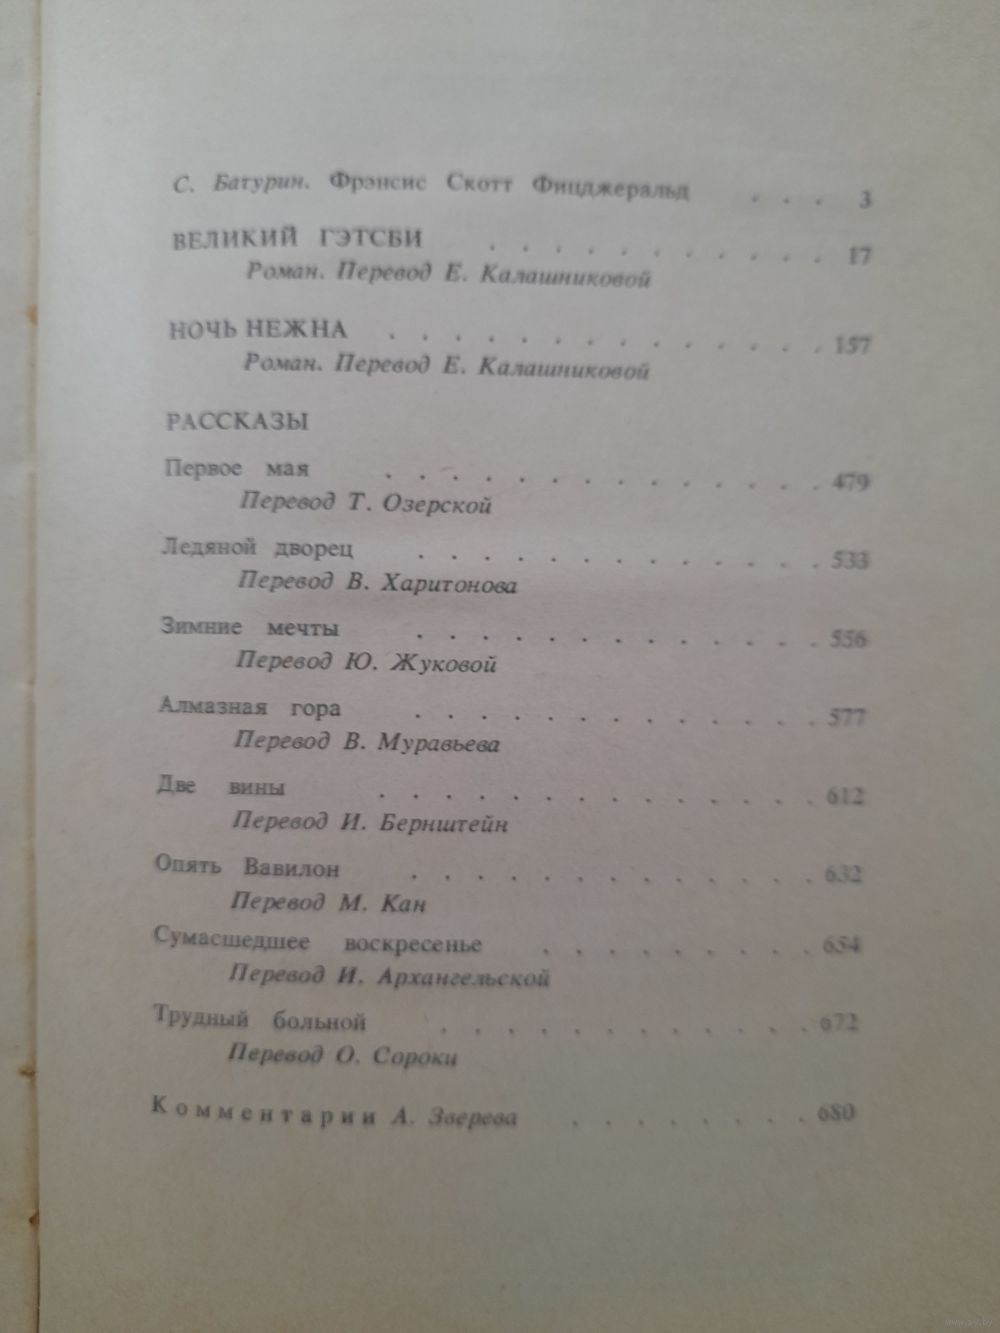 С. Батурин. Фрэнсис Скотт Фицджеральд . . . 3
ВЕЛИКИЙ ГЭТСБИ . . . . . . . . . . . 17
Роман. Перевод Е. Калашниковой
НОЧЬ НЕЖНА . . . . . . . . . . . . . . 157
Роман. Перевод Е. Калашниковой
РАССКАЗЫ
Первое мая . . . . . . . . . . . . . . 479
Перевод Т. Озерской
Ледяной дворец . . . . . . . . . . . . . 533
Перевод В. Харитонова
Зимние мечты . . . . . . . . . . . . . 556
Перевод Ю. Жуковой
Алмазная гора . . . . . . . . . . . . . 577
Перевод В. Муравьева
Две вины . . . . . . . . . . . . . . 612
Перевод И. Бернштейн
Опять Вавилон . . . . . . . . . . . . . 632
Перевод М. Кан
Сумасшедшее воскресенье . . . . . . . . . 654
Перевод И. Архангельской
Трудный больной . . . . . . . . . . . . 672
Перевод О. Сороки
Комментарии А. Зверева . . . . . . . . 680
www.ay.by